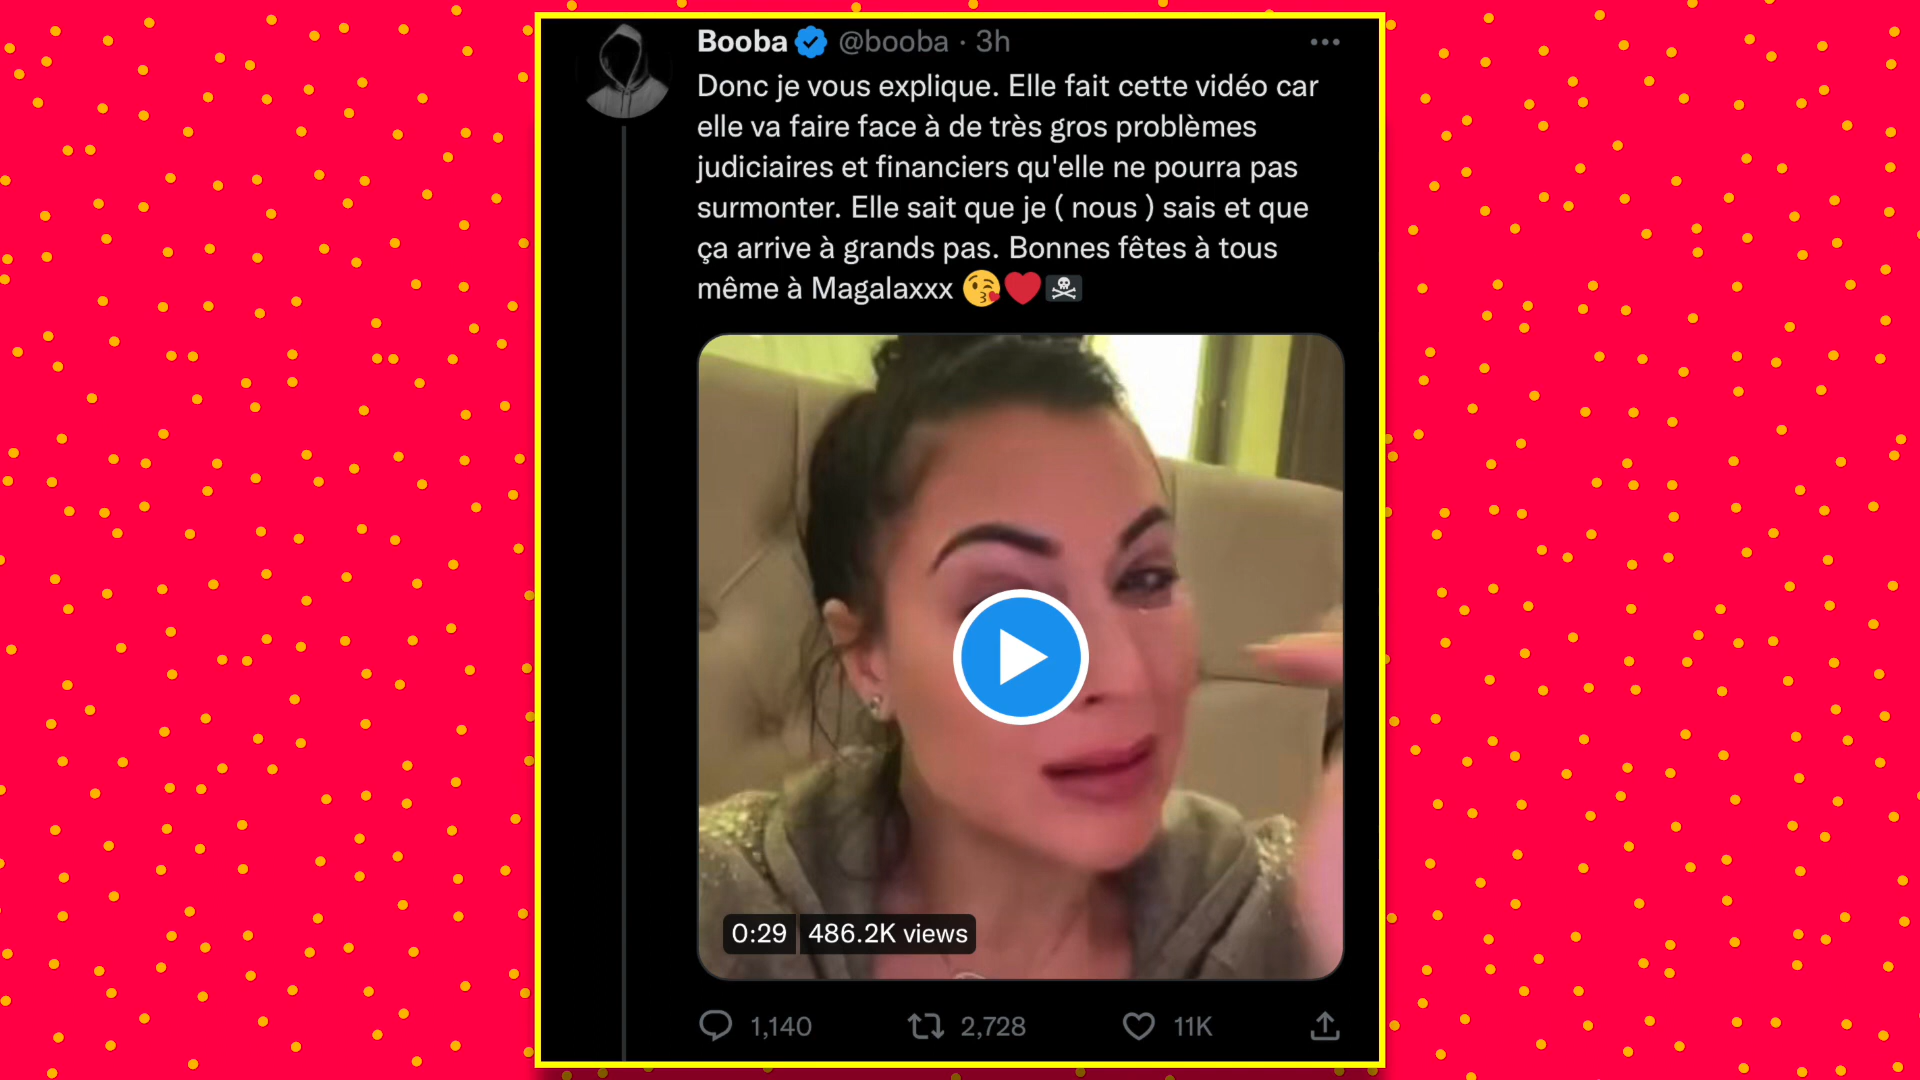 Booba @booba · 3h
Donc je vous explique. Elle fait cette vidéo car
elle va faire face à de très gros problèmes
judiciaires et financiers qu'elle ne pourra pas
surmonter. Elle sait que je ( nous ) sais et que
ça arrive à grands pas. Bonnes fêtes à tous
même à Magalaxxx 😘❤️🏴‍☠️
0:29 486.2K views
1,140 2,728 11K